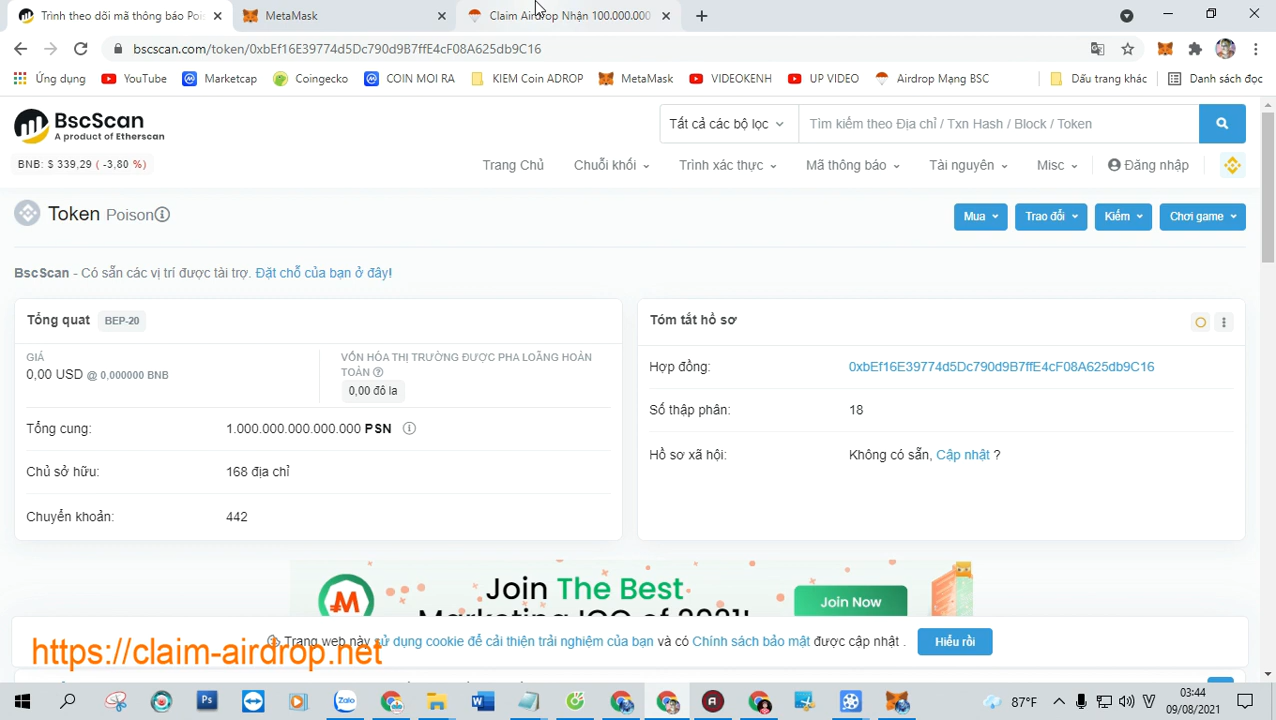 Trình theo dõi mã thông báo Pois
MetaMask
Claim Airdrop Nhận 100.000.000
bscscan.com/token/0xbEf16E39774d5Dc790d9B7ffE4cF08A625db9C16
Ứng dụng
YouTube
Marketcap
Coingecko
COIN MOI RA
KIEM Coin ADROP
MetaMask
VIDEOKENH
UP VIDEO
Airdrop Mạng BSC
Dấu trang khác
Danh sách đọc
BscScan
A product of Etherscan
Tất cả các bộ lọc
Tìm kiếm theo Địa chỉ / Txn Hash / Block / Token
BNB: $ 339,29 ( -3,80 %)
Trang Chủ
Chuỗi khối
Trình xác thực
Mã thông báo
Tài nguyên
Misc
Đăng nhập
Token Poison
Mua
Trao đổi
Kiếm
Chơi game
BscScan - Có sẵn các vị trí được tài trợ. Đặt chỗ của bạn ở đây!
Tổng quat BEP-20
GIÁ
0,00 USD @ 0,000000 BNB
VỐN HÓA THỊ TRƯỜNG ĐƯỢC PHA LOÃNG HOÀN
TOÀN
0,00 đô la
Tổng cung: 1.000.000.000.000.000 PSN
Chủ sở hữu: 168 địa chỉ
Chuyển khoản: 442
Tóm tắt hồ sơ
Hợp đồng: 0xbEf16E39774d5Dc790d9B7ffE4cF08A625db9C16
Số thập phân: 18
Hồ sơ xã hội: Không có sẵn, Cập nhật ?
Join The Best
Marketing ICO of 2021!
Join Now
Trang web này sử dụng cookie để cải thiện trải nghiệm của bạn và có Chính sách bảo mật được cập nhật .
Hiểu rồi
https://claim-airdrop.net
87°F
03:44
09/08/2021